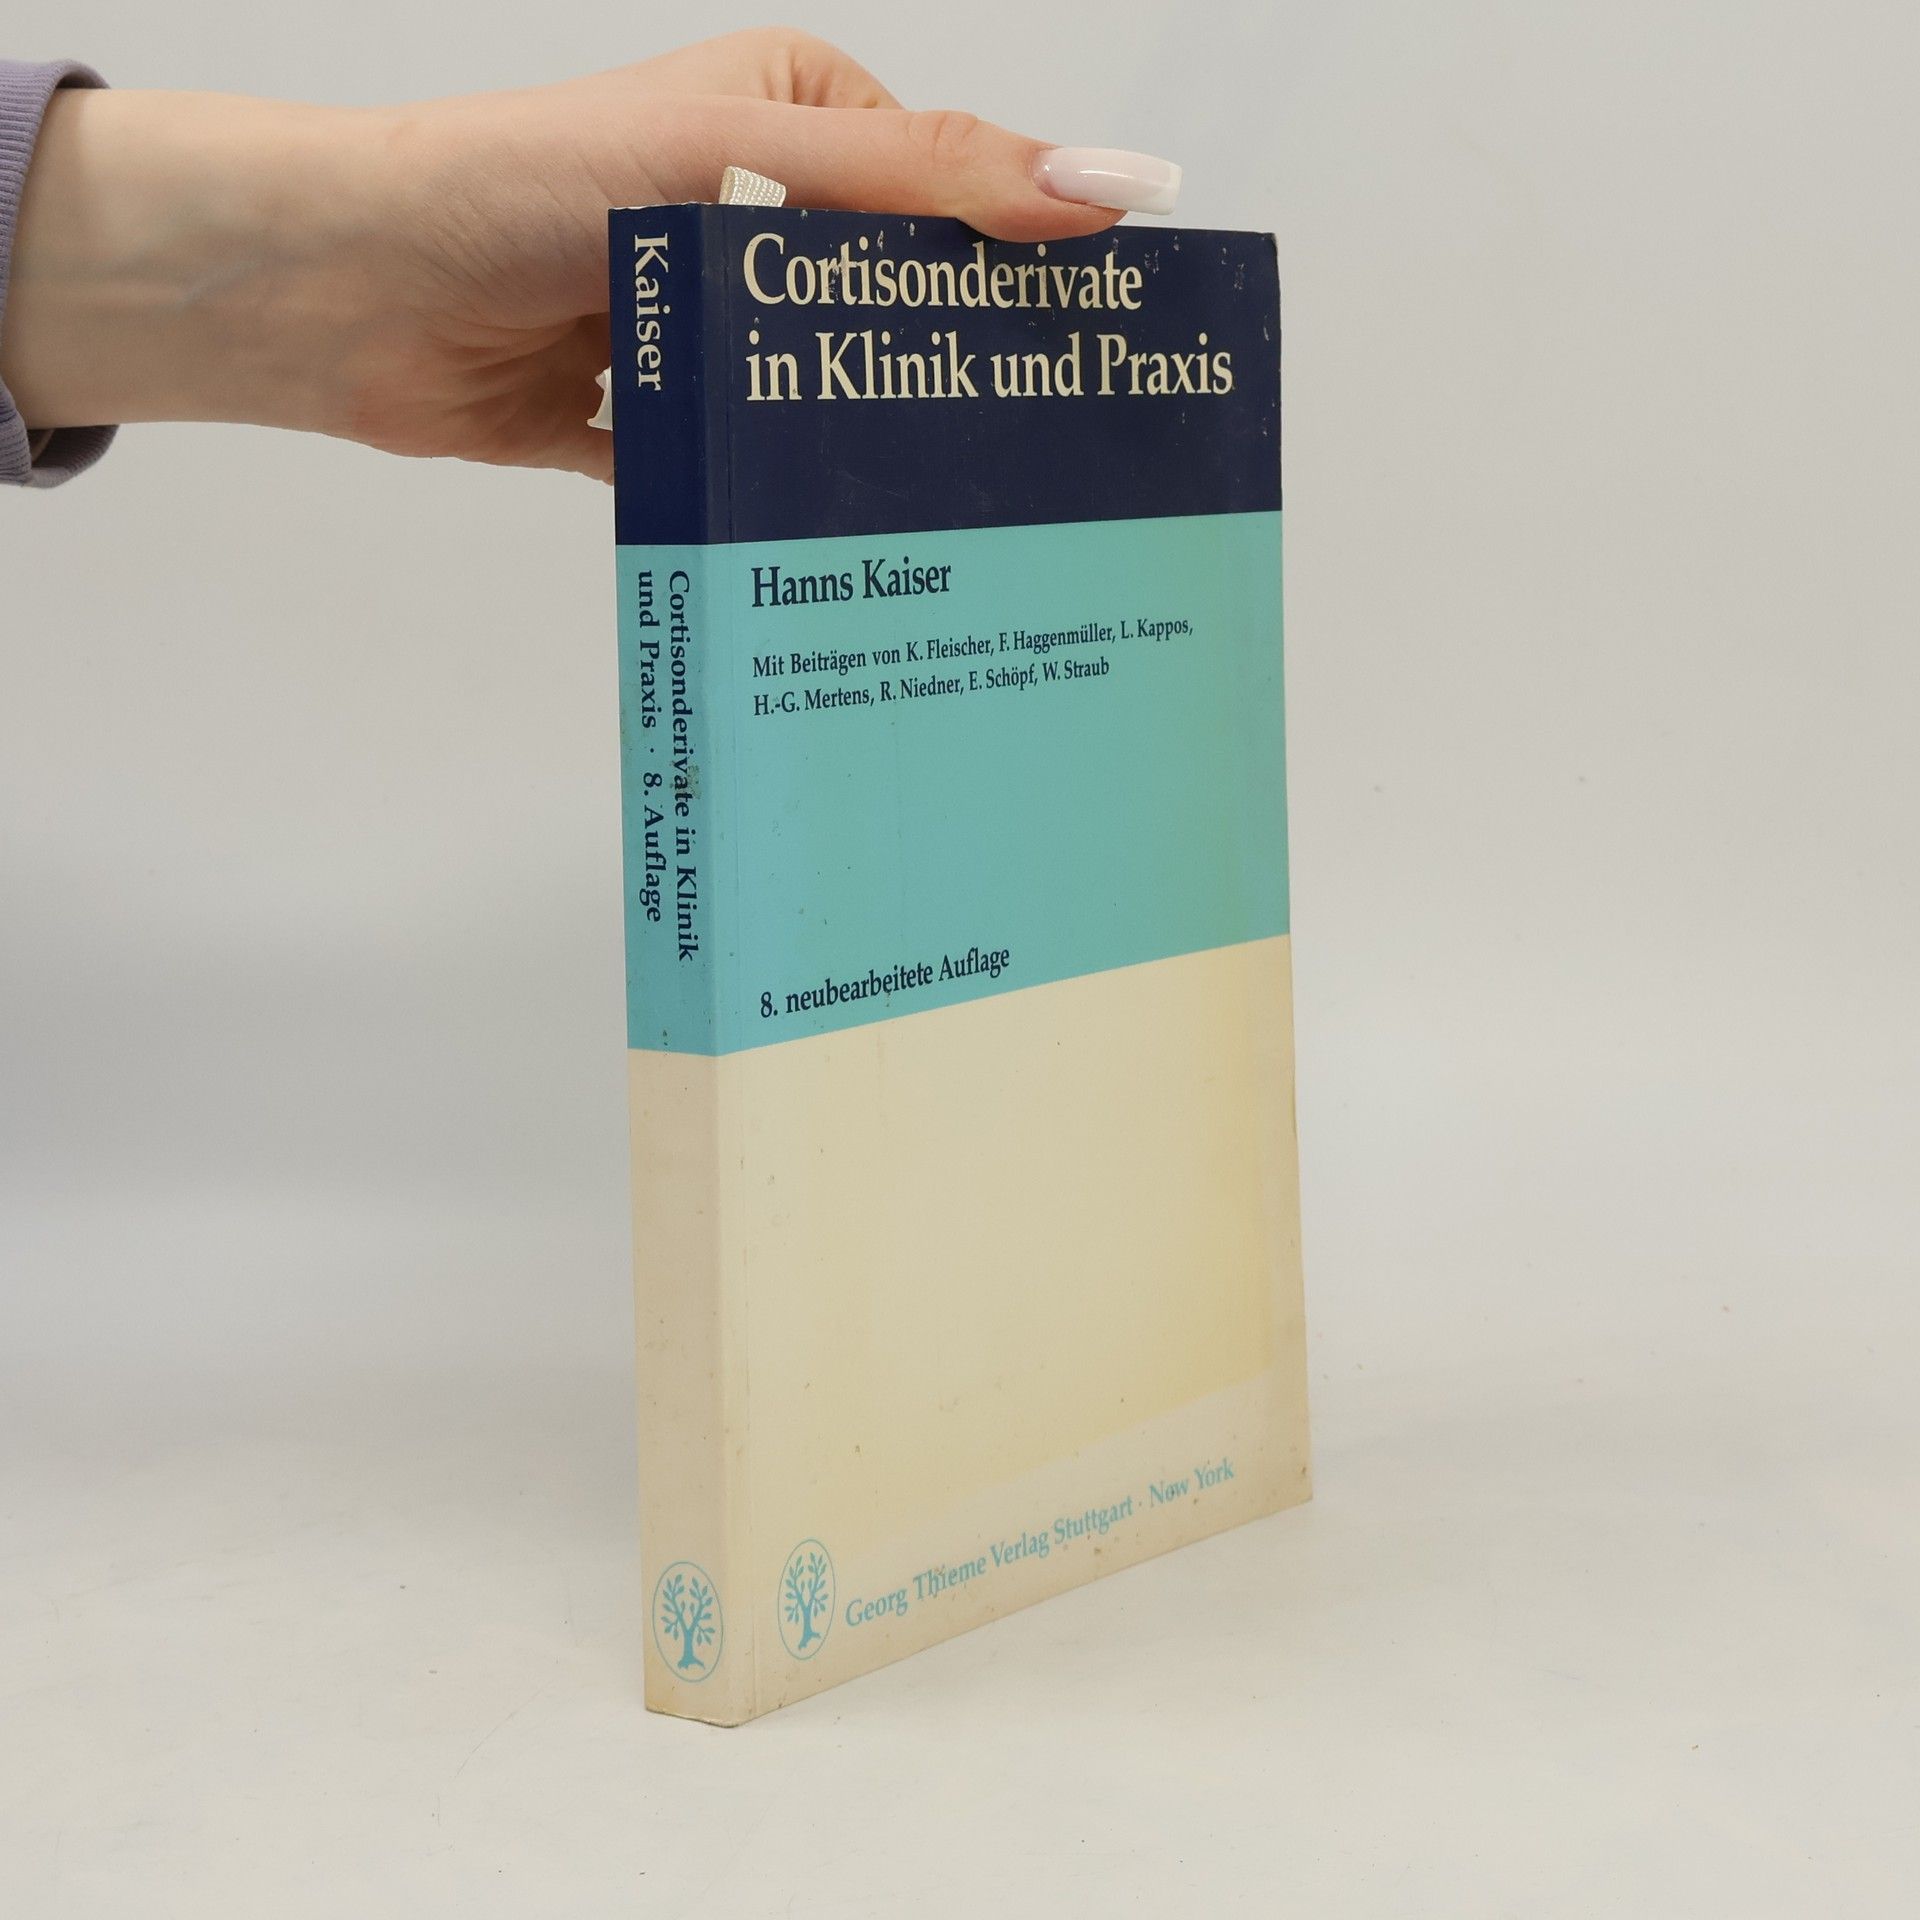 Kaiser
Cortisonderivate in Klinik
und Praxis · 8. Auflage
Cortisonderivate
in Klinik und Praxis
Hanns Kaiser
Mit Beiträgen von K. Fleischer, F. Haggenmüller, L. Kappos,
H.-G. Mertens, R. Niedner, E. Schöpf, W. Straub
8. neubearbeitete Auflage
Georg Thieme Verlag Stuttgart · New York